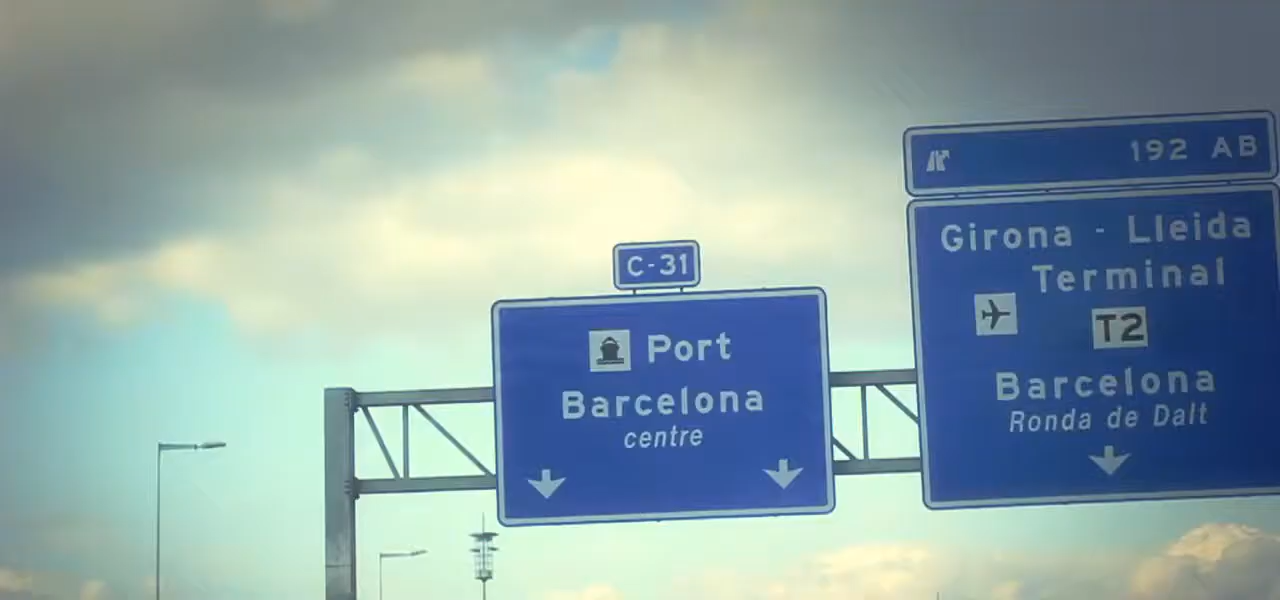 C-31
Port
Barcelona
centre
192 AB
Girona - Lleida
Terminal
T2
Barcelona
Ronda de Dalt